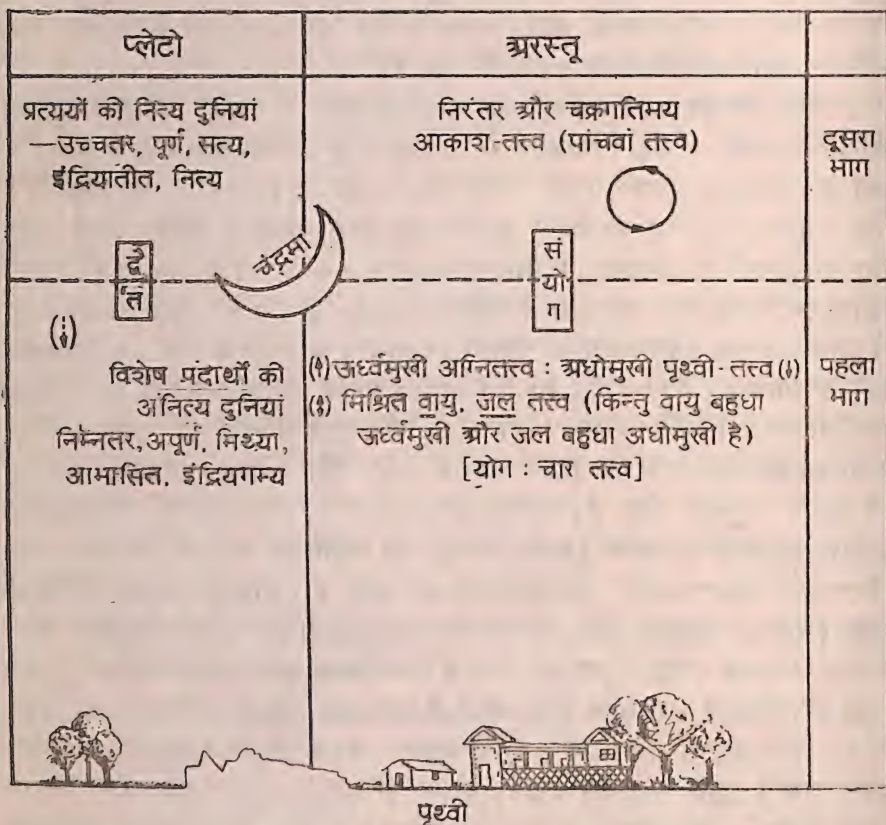 प्लेटो
अरस्तू
प्रत्ययों की नित्य दुनियां
—उच्चतर, पूर्ण, सत्य,
इंद्रियातीत, नित्य
निरंतर और चक्रगतिमय
आकाश-तत्त्व (पांचवां तत्त्व)
दूसरा
भाग
द्वैत
चंद्रमा
संयोग
विशेष पदार्थों की
अनित्य दुनियां
निम्नतर, अपूर्ण, मिथ्या,
आभासित, इंद्रियगम्य
(↑) ऊर्ध्वमुखी अग्नितत्त्व : अधोमुखी पृथ्वी-तत्त्व (↓)
(↕) मिश्रित वायु, जल तत्त्व (किन्तु वायु बहुधा
ऊर्ध्वमुखी और जल बहुधा अधोमुखी है)
[योग : चार तत्त्व]
पहला
भाग
पृथ्वी